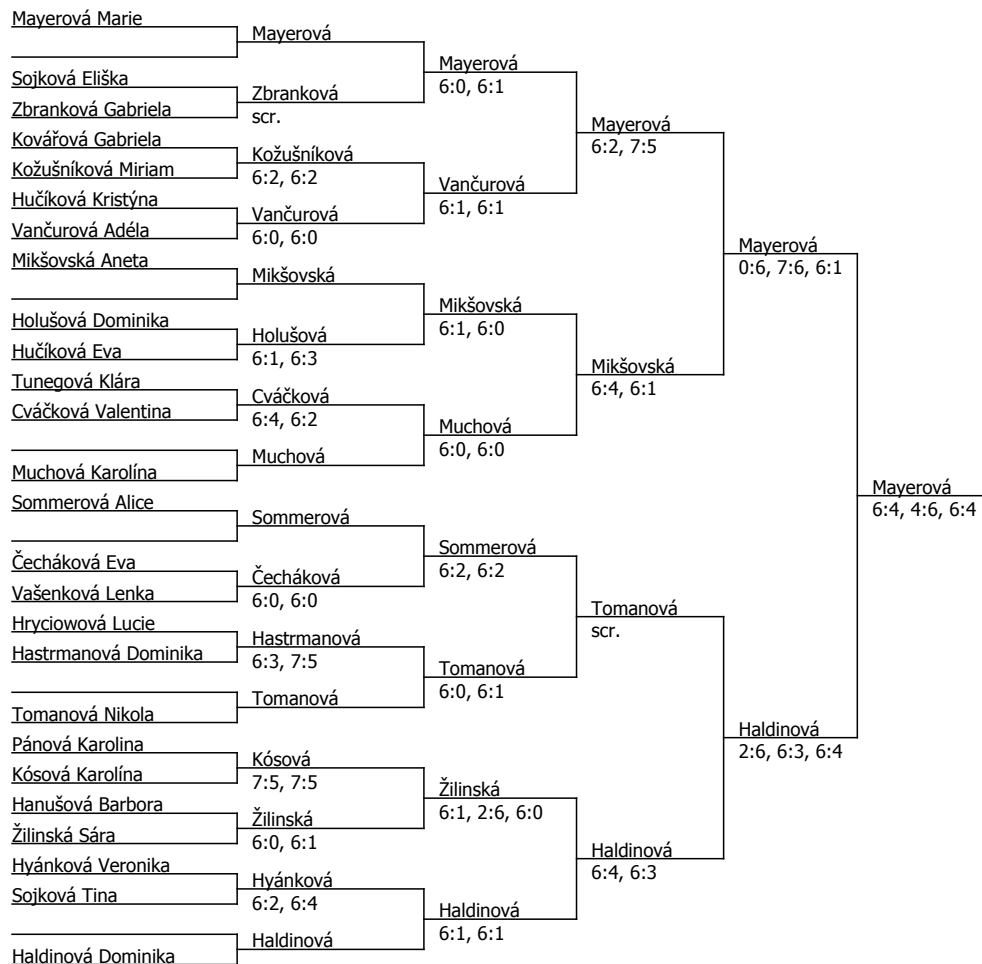 Mayerová Marie
Mayerová
Mayerová
6:0, 6:1
Sojková Eliška
Zbranková
scr.
Zbranková Gabriela
Mayerová
6:2, 7:5
Kovářová Gabriela
Kožušníková
6:2, 6:2
Kožušníková Miriam
Vančurová
6:1, 6:1
Hučíková Kristýna
Vančurová
6:0, 6:0
Vančurová Adéla
Mayerová
0:6, 7:6, 6:1
Mikšovská Aneta
Mikšovská
Mikšovská
6:1, 6:0
Holušová Dominika
Holušová
6:1, 6:3
Hučíková Eva
Mikšovská
6:4, 6:1
Tunegová Klára
Cváčková
6:4, 6:2
Cváčková Valentina
Muchová
6:0, 6:0
Muchová
Muchová Karolína
Mayerová
6:4, 4:6, 6:4
Sommerová Alice
Sommerová
Sommerová
6:2, 6:2
Čecháková Eva
Čecháková
6:0, 6:0
Vašenková Lenka
Tomanová
scr.
Hryciowová Lucie
Hastrmanová
6:3, 7:5
Hastrmanová Dominika
Tomanová
6:0, 6:1
Tomanová
Tomanová Nikola
Haldinová
2:6, 6:3, 6:4
Pánová Karolina
Kósová
7:5, 7:5
Kósová Karolína
Žilinská
6:1, 2:6, 6:0
Hanušová Barbora
Žilinská
6:0, 6:1
Žilinská Sára
Haldinová
6:4, 6:3
Hyánková Veronika
Hyánková
6:2, 6:4
Sojková Tina
Haldinová
6:1, 6:1
Haldinová
Haldinová Dominika